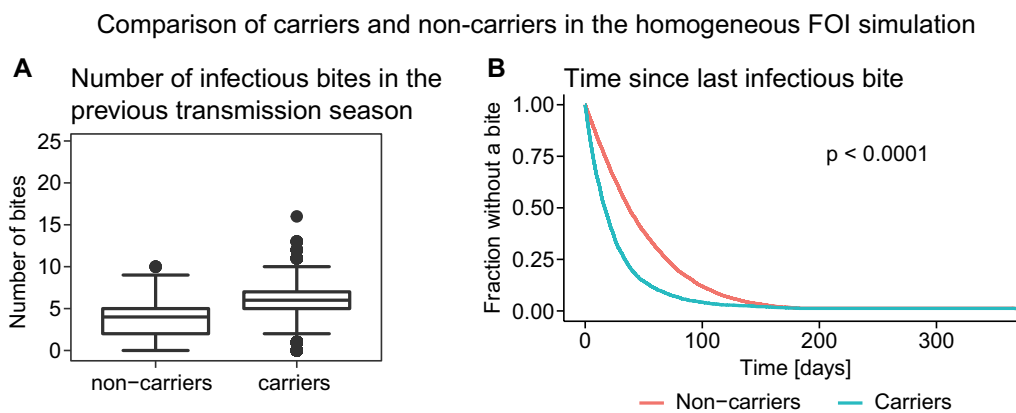 Comparison of carriers and non-carriers in the homogeneous FOI simulation
A
Number of infectious bites in the
previous transmission season
Number of bites
25
20
15
10
5
0
non−carriers
carriers
B
Time since last infectious bite
Fraction without a bite
1.00
0.75
0.50
0.25
0.00
p < 0.0001
0
100
200
300
Time [days]
Non−carriers
Carriers